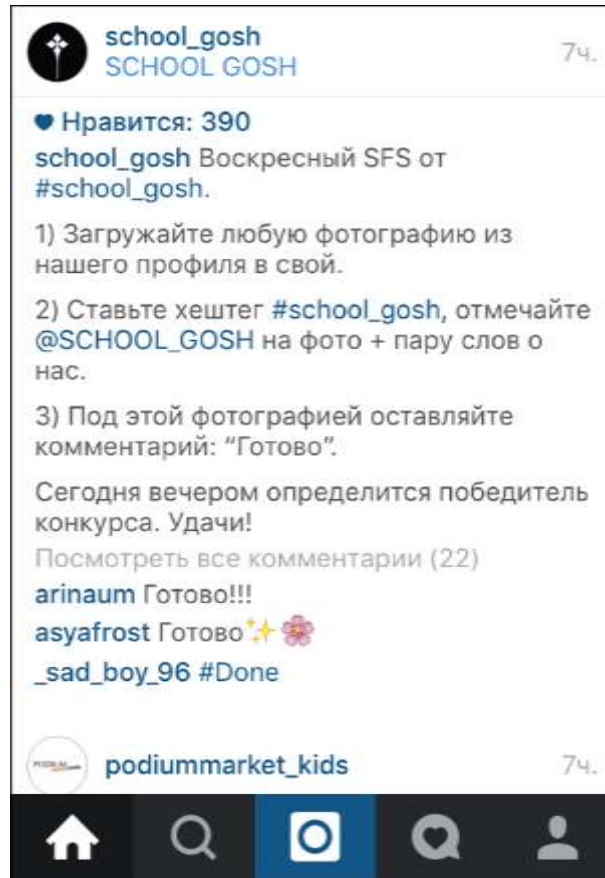 school_gosh
SCHOOL GOSH
7ч.
Нравится: 390
school_gosh Воскресный SFS от
#school_gosh.
1) Загружайте любую фотографию из
нашего профиля в свой.
2) Ставьте хештег #school_gosh, отмечайте
@SCHOOL_GOSH на фото + пару слов о
нас.
3) Под этой фотографией оставляйте
комментарий: “Готово”.
Сегодня вечером определится победитель
конкурса. Удачи!
Посмотреть все комментарии (22)
arinaum Готово!!!
asyafrost Готово✨🌸
_sad_boy_96 #Done
podiummarket_kids
7ч.